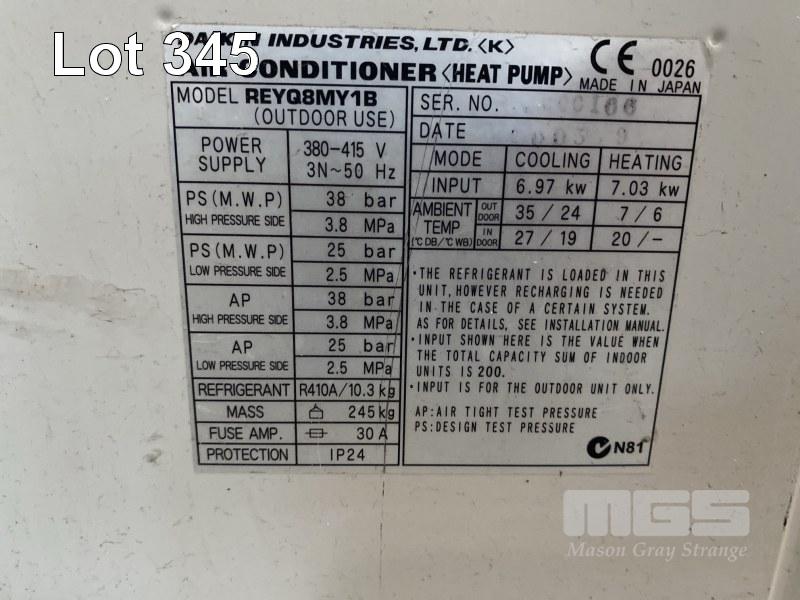 Lot 345
DAIKIN INDUSTRIES, LTD. <K>
AIR CONDITIONER <HEAT PUMP>
CE 0026
MADE IN JAPAN
MODEL REYQ8MY1B
(OUTDOOR USE)
POWER SUPPLY 380-415 V
3N~50 Hz
PS(M.W.P) HIGH PRESSURE SIDE 38 bar
3.8 MPa
PS(M.W.P) LOW PRESSURE SIDE 25 bar
2.5 MPa
AP HIGH PRESSURE SIDE 38 bar
3.8 MPa
AP LOW PRESSURE SIDE 25 bar
2.5 MPa
REFRIGERANT R410A/10.3 kg
MASS 245kg
FUSE AMP. 30A
PROTECTION IP24
SER. NO.
DATE
MODE COOLING HEATING
INPUT 6.97 kw 7.03 kw
AMBIENT TEMP (℃DB/℃WB)
OUT DOOR 35 / 24 7 / 6
IN DOOR 27 / 19 20 / -
・THE REFRIGERANT IS LOADED IN THIS
UNIT, HOWEVER RECHARGING IS NEEDED
IN THE CASE OF A CERTAIN SYSTEM.
AS FOR DETAILS, SEE INSTALLATION MANUAL.
・INPUT SHOWN HERE IS THE VALUE WHEN
THE TOTAL CAPACITY SUM OF INDOOR
UNITS IS 200.
・INPUT IS FOR THE OUTDOOR UNIT ONLY.
AP:AIR TIGHT TEST PRESSURE
PS:DESIGN TEST PRESSURE
N81
MGS
Mason Gray Strange